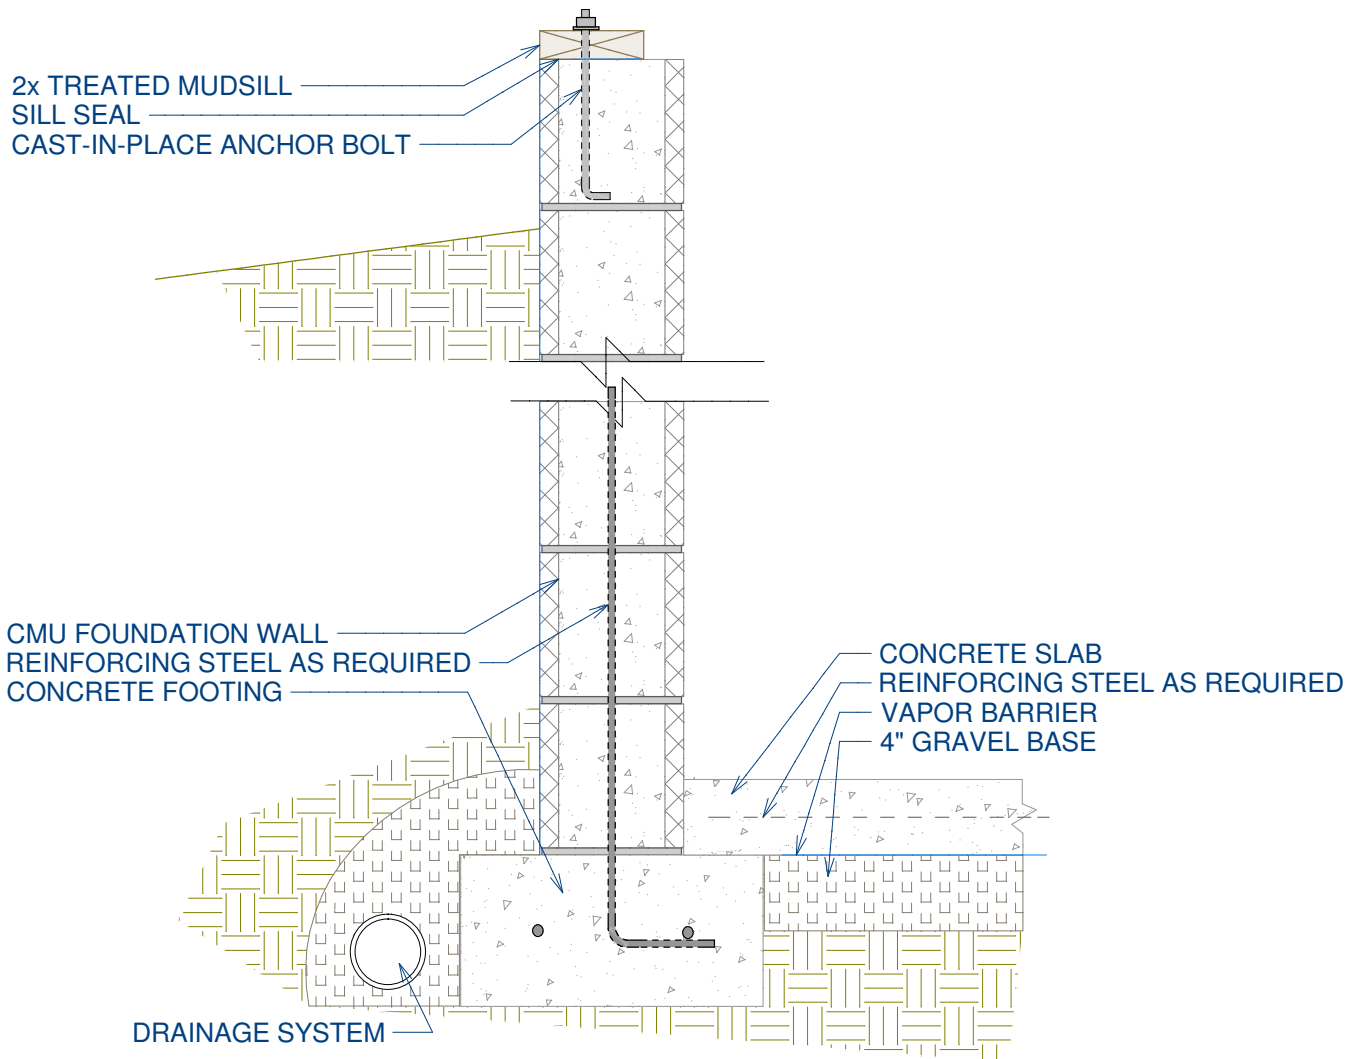 2x TREATED MUDSILL
SILL SEAL
CAST-IN-PLACE ANCHOR BOLT
CMU FOUNDATION WALL
REINFORCING STEEL AS REQUIRED
CONCRETE FOOTING
CONCRETE SLAB
REINFORCING STEEL AS REQUIRED
VAPOR BARRIER
4" GRAVEL BASE
DRAINAGE SYSTEM